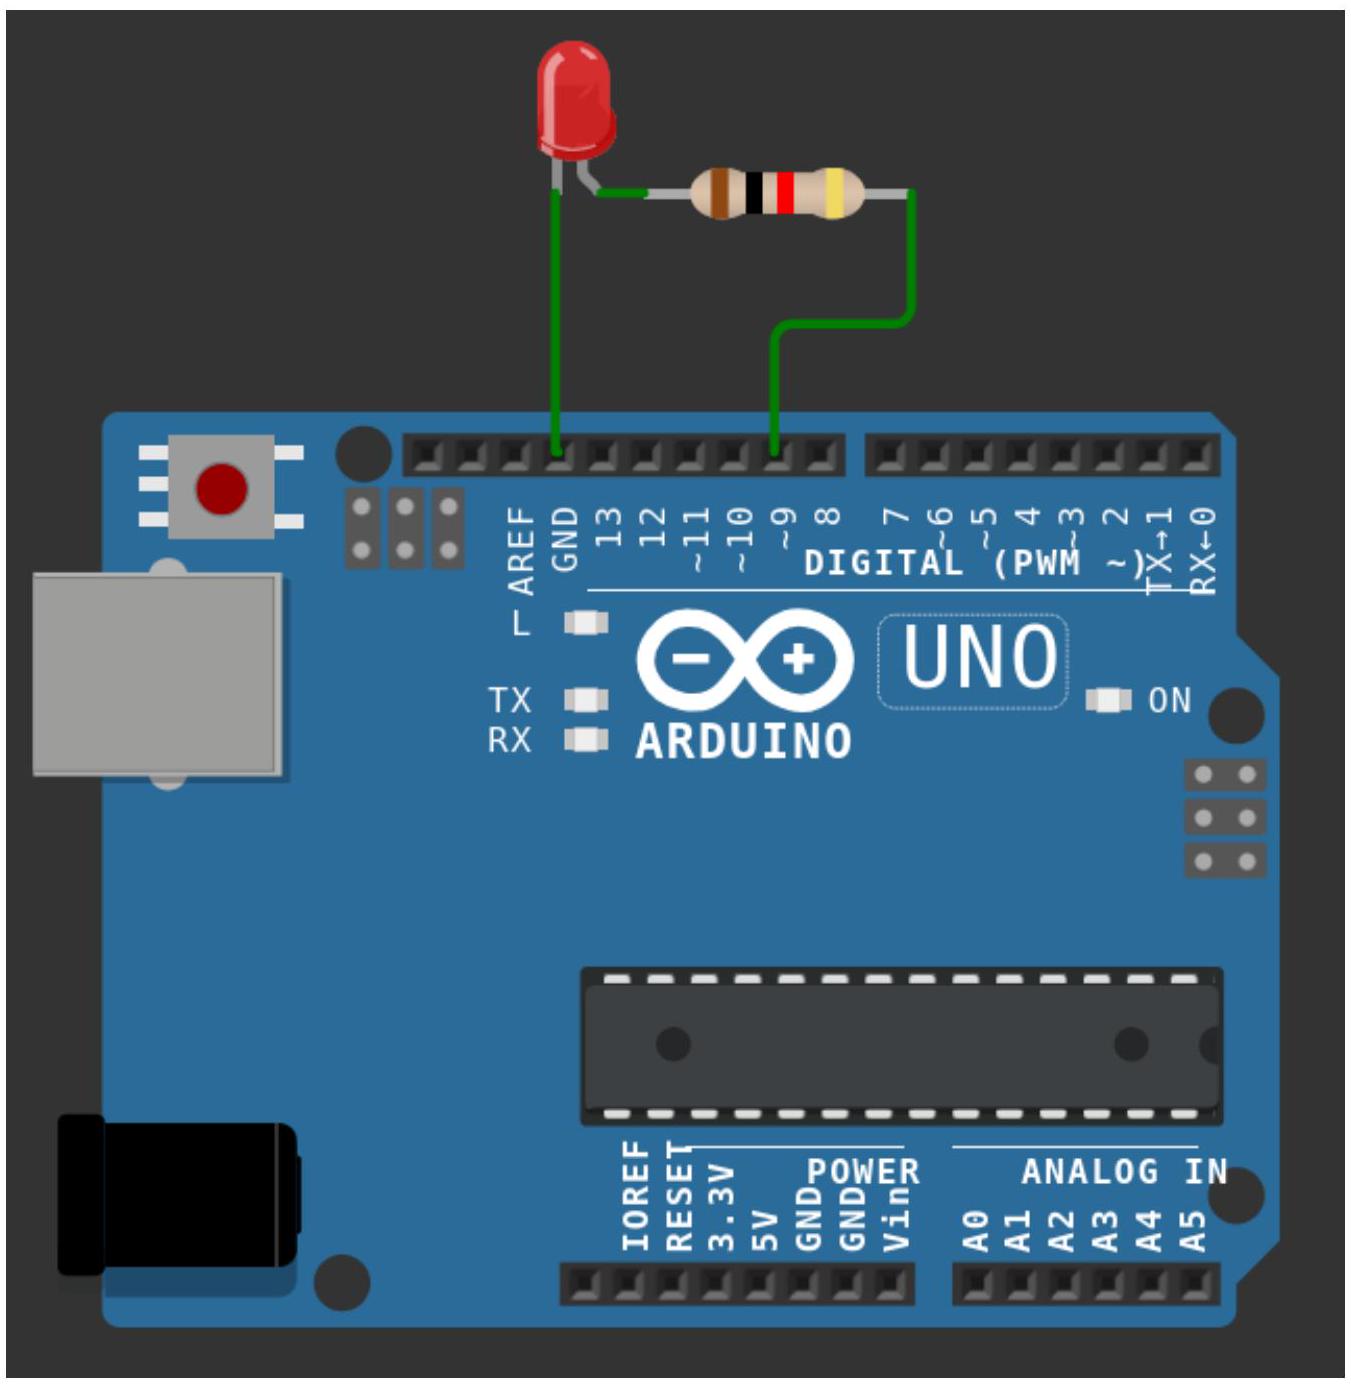 AREF
GND
13
12
~11
~10
~9
8
7
~6
~5
4
~3
2
TX→1
RX←0
DIGITAL (PWM ~)
L
TX
RX
UNO
ON
ARDUINO
IOREF
RESET
3.3V
5V
GND
GND
Vin
POWER
A0
A1
A2
A3
A4
A5
ANALOG IN